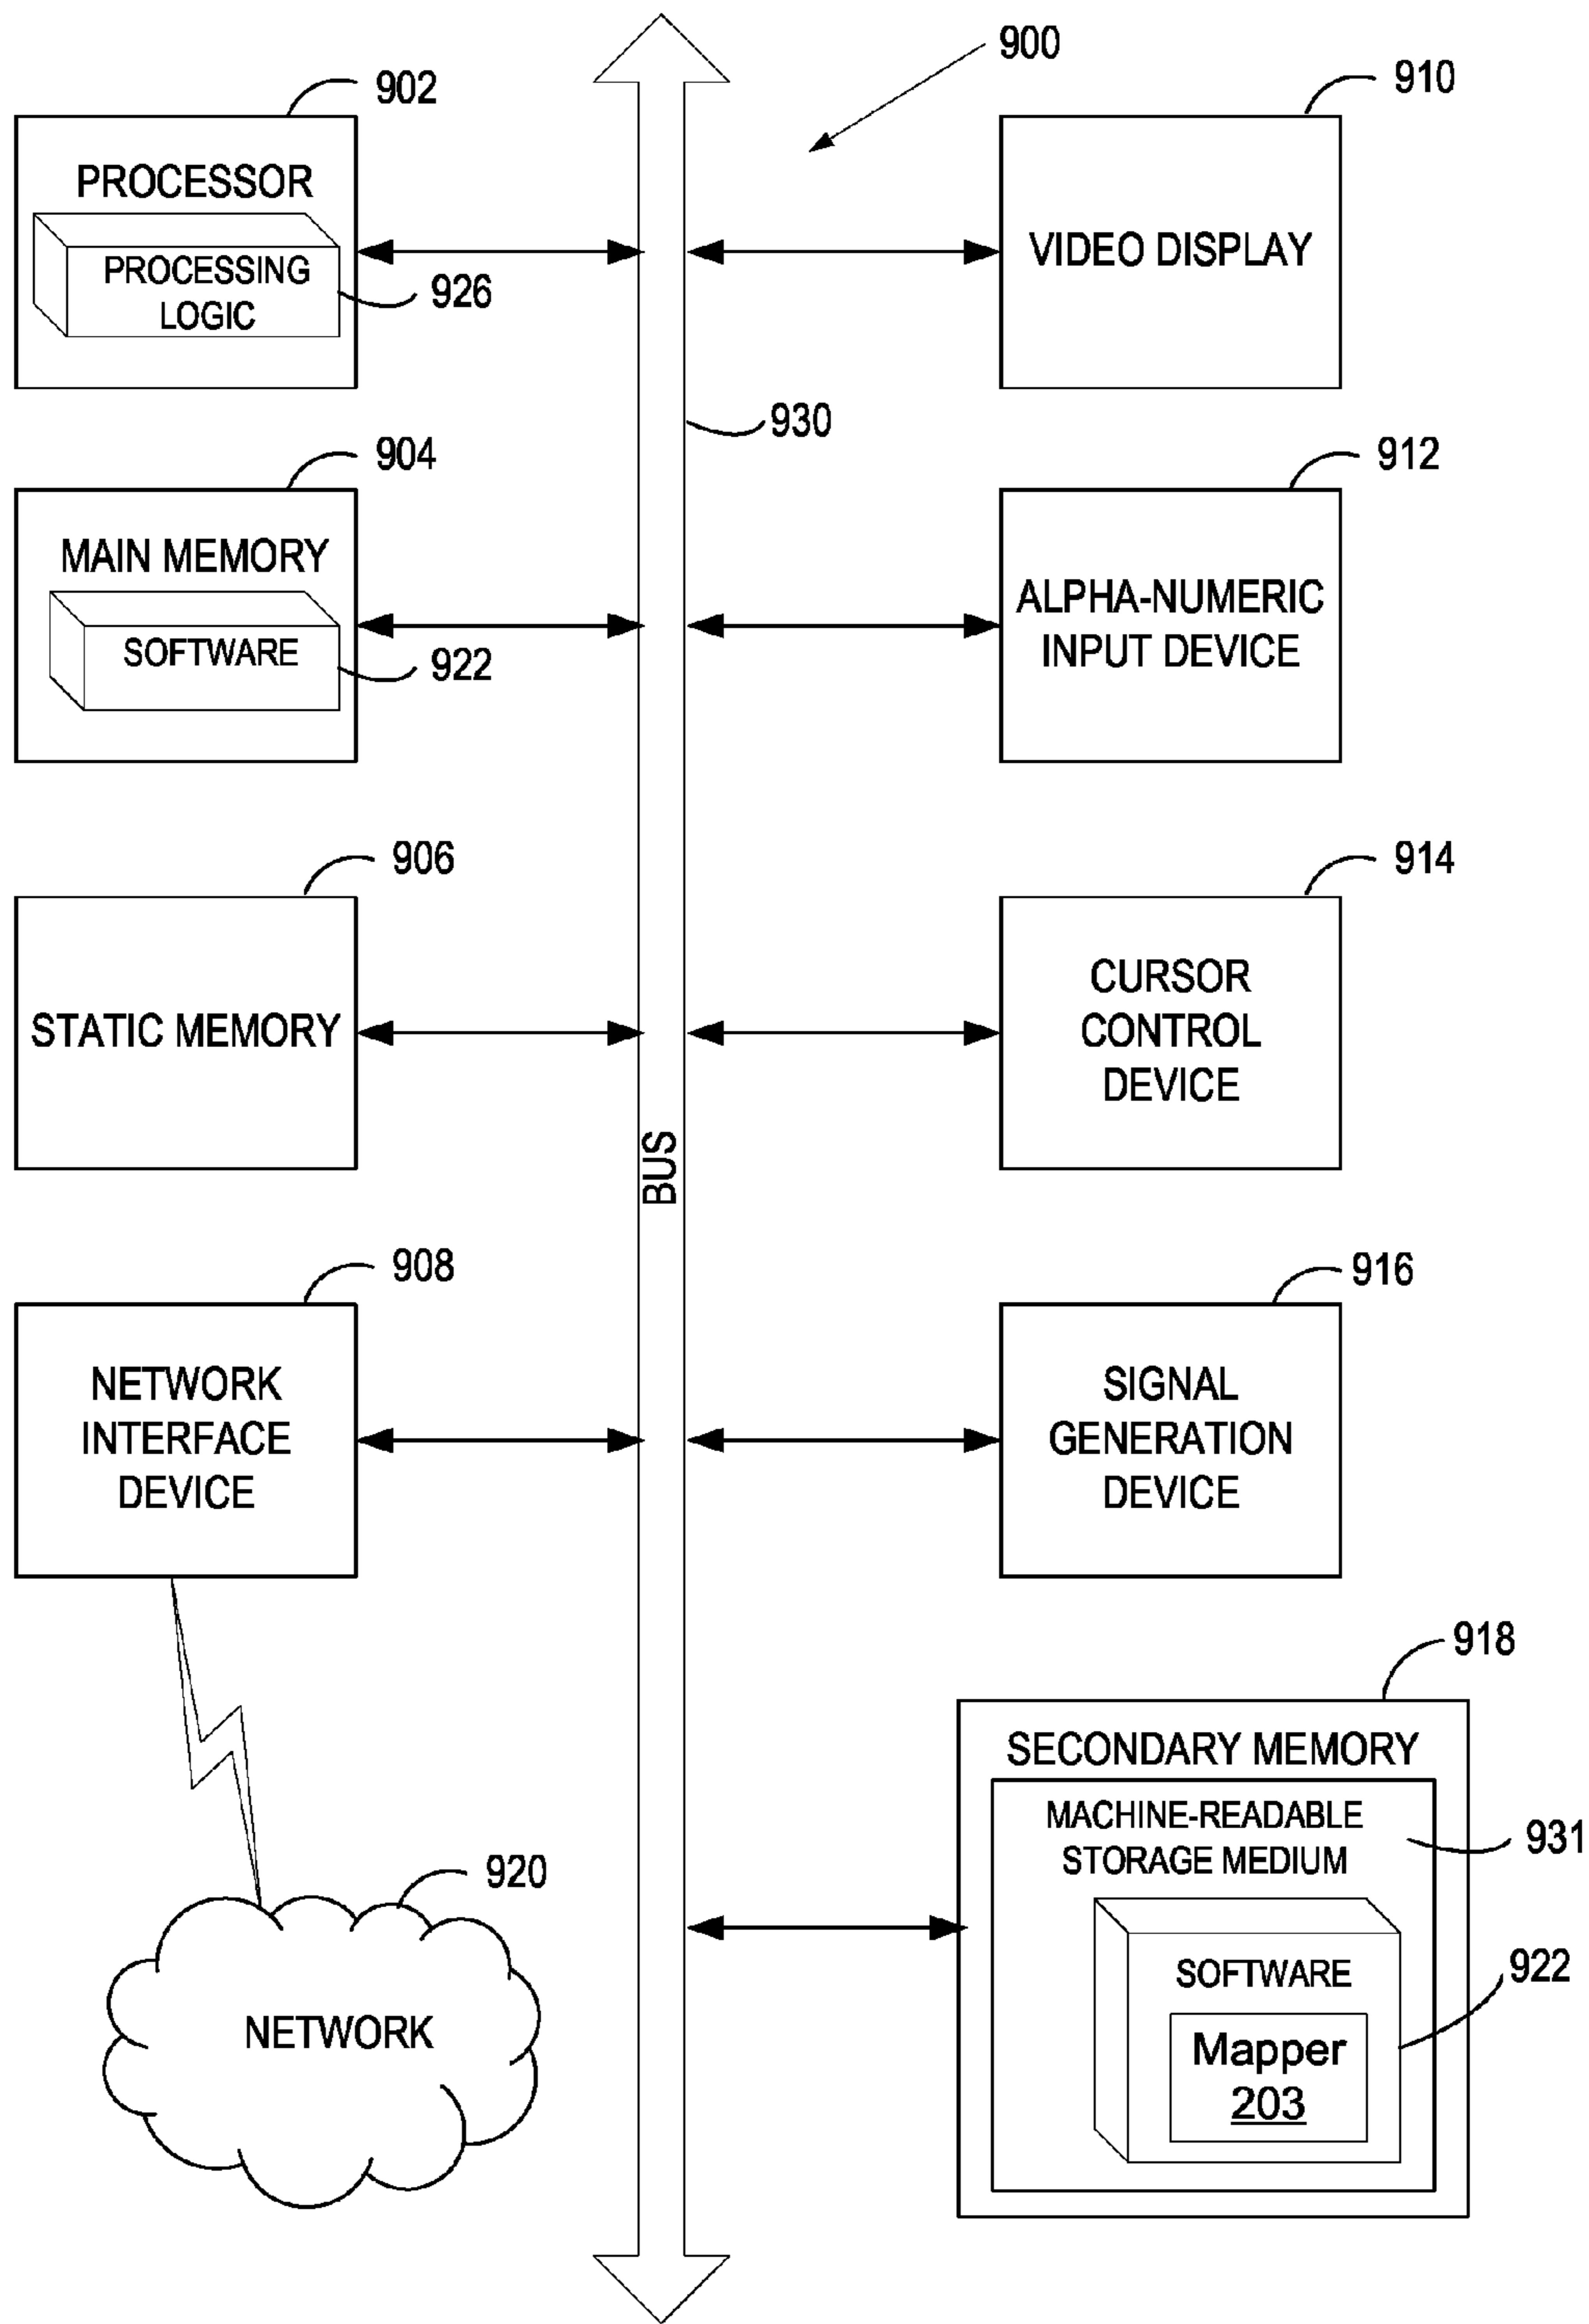 900
902
PROCESSOR
PROCESSING
LOGIC
926
910
VIDEO DISPLAY
930
904
MAIN MEMORY
SOFTWARE
922
912
ALPHA-NUMERIC
INPUT DEVICE
906
STATIC MEMORY
914
CURSOR
CONTROL
DEVICE
BUS
908
NETWORK
INTERFACE
DEVICE
916
SIGNAL
GENERATION
DEVICE
918
SECONDARY MEMORY
MACHINE-READABLE
STORAGE MEDIUM
931
SOFTWARE
922
Mapper
203
920
NETWORK